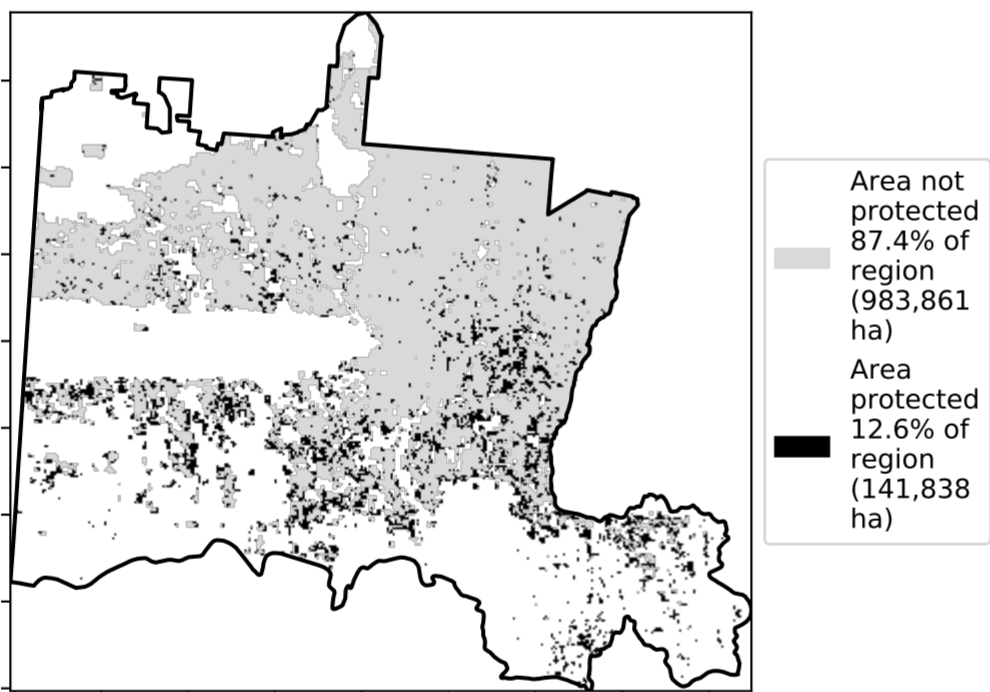 Area not
protected
87.4% of
region
(983,861
ha)
Area
protected
12.6% of
region
(141,838
ha)